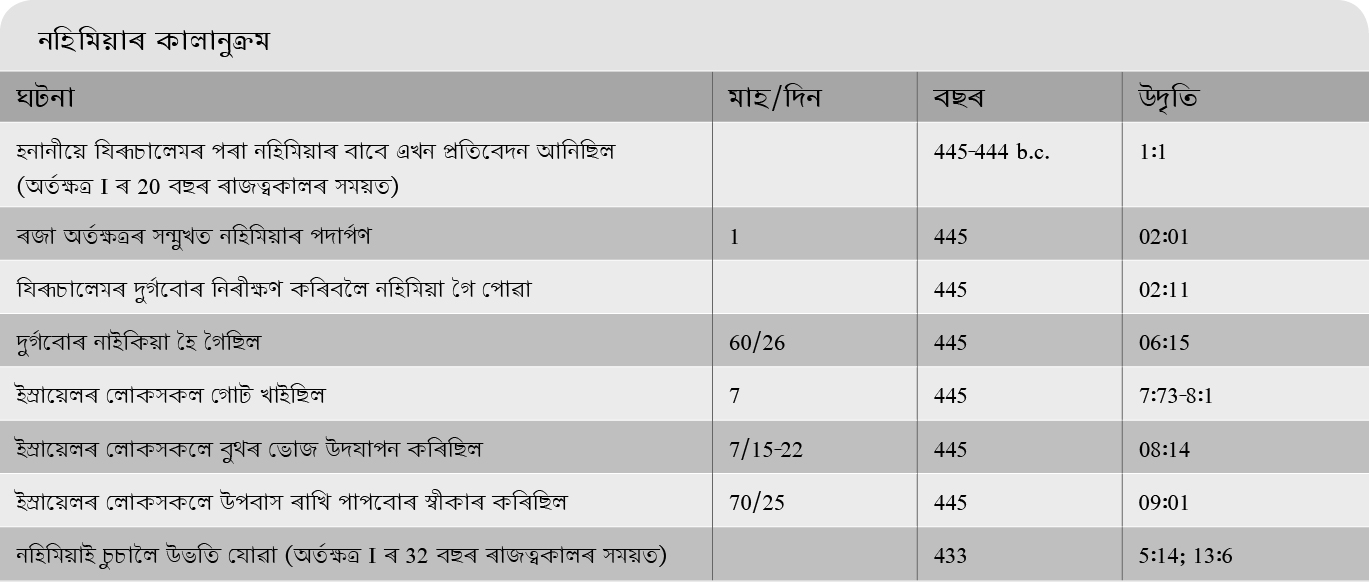 নহিমিয়াৰ কালানুক্ৰম
ঘটনা মাহ/দিন বছৰ উদৃতি
হনানীয়ে যিৰূচালেমৰ পৰা নহিমিয়াৰ বাবে এখন প্ৰতিবেদন আনিছিল 445-444 b.c. 1:1
(অৰ্তক্ষত্ৰ I ৰ 20 বছৰ ৰাজত্বকালৰ সময়ত)
ৰজা অৰ্তক্ষত্ৰৰ সন্মুখত নহিমিয়াৰ পদাৰ্পণ 1 445 02:01
যিৰূচালেমৰ দুৰ্গবোৰ নিৰীক্ষণ কৰিবলৈ নহিমিয়া গৈ পোৱা 445 02:11
দুৰ্গবোৰ নাইকিয়া হৈ গৈছিল 60/26 445 06:15
ইস্ৰায়েলৰ লোকসকল গোট খাইছিল 7 445 7:73-8:1
ইস্ৰায়েলৰ লোকসকলে বুথৰ ভোজ উদযাপন কৰিছিল 7/15-22 445 08:14
ইস্ৰায়েলৰ লোকসকলে উপবাস ৰাখি পাপবোৰ স্বীকাৰ কৰিছিল 70/25 445 09:01
নহিমিয়াই চুচালৈ উভতি যোৱা (অৰ্তক্ষত্ৰ I ৰ 32 বছৰ ৰাজত্বকালৰ সময়ত) 433 5:14; 13:6